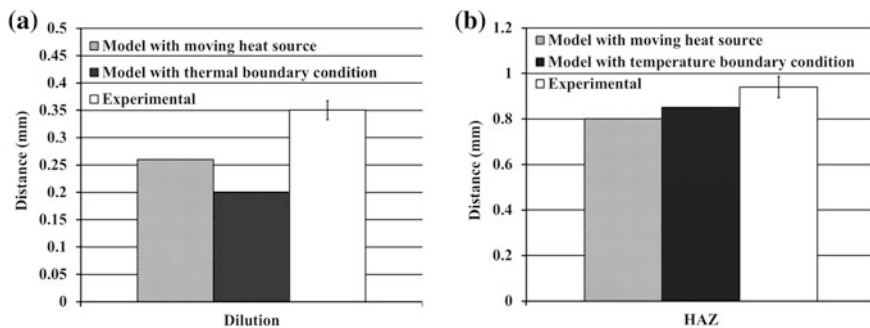 (a)
0.5
0.45
0.4
0.35
0.3
0.25
0.2
0.15
0.1
0.05
0
Distance (mm)
Model with moving heat source
Model with thermal boundary condition
Experimental
Dilution
(b)
1.2
1
0.8
0.6
0.4
0.2
0
Distance (mm)
Model with moving heat source
Model with temperature boundary condition
Experimental
HAZ